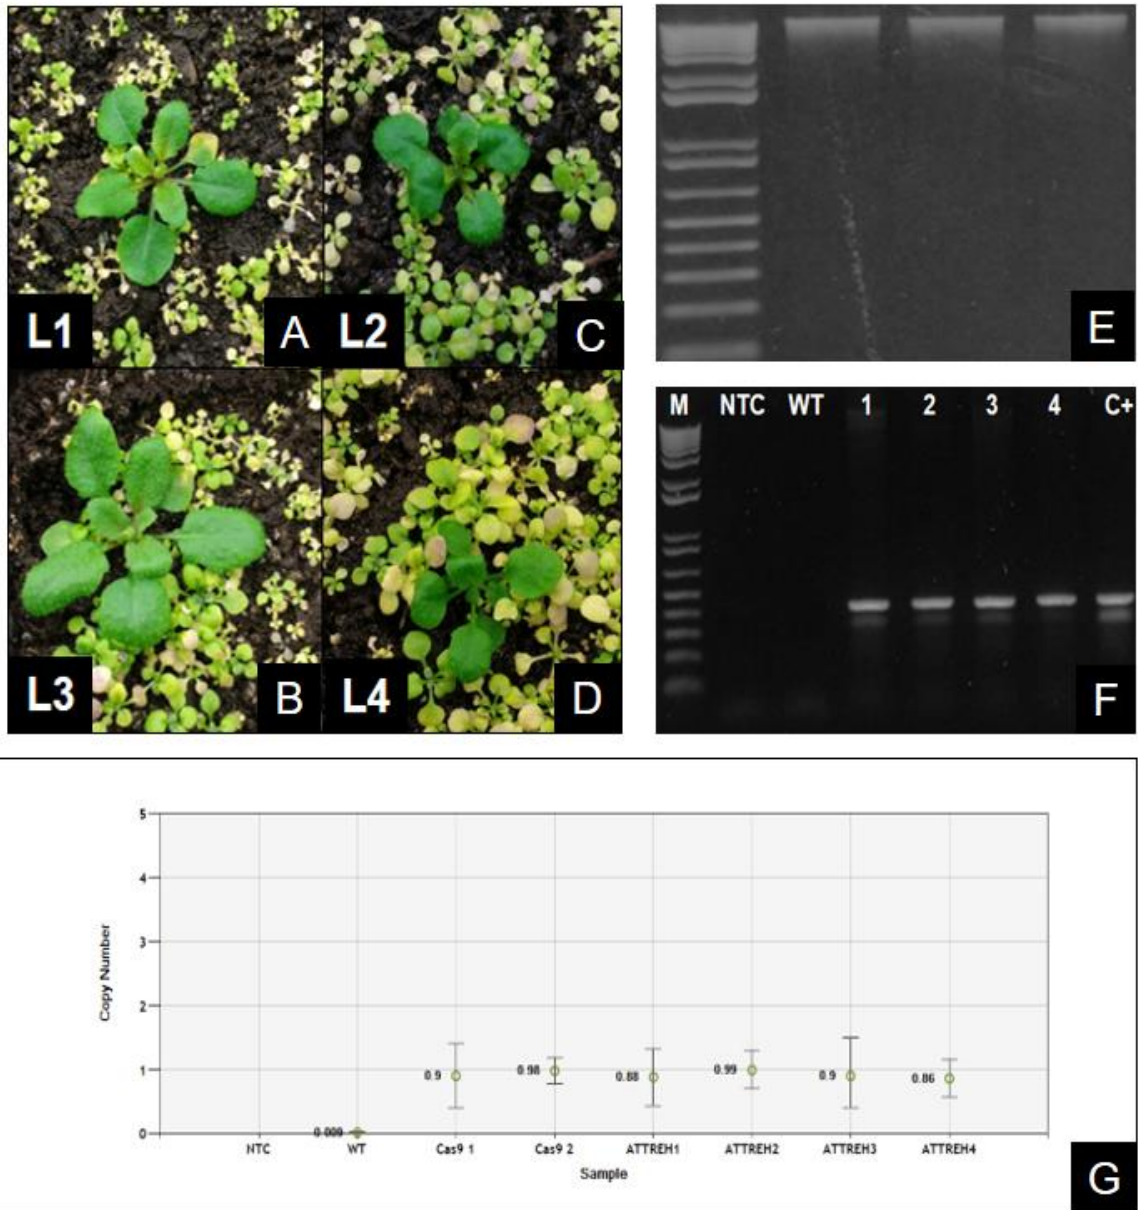 L1
A
L2
C
L3
B
L4
D
E
M NTC WT 1 2 3 4 C+
F
5
4
3
2
1
0
Copy Number
0.009
0.9
0.98
0.88
0.99
0.9
0.86
NTC WT Cas9 1 Cas9 2 ATTREH1 ATTREH2 ATTREH3 ATTREH4
Sample
G